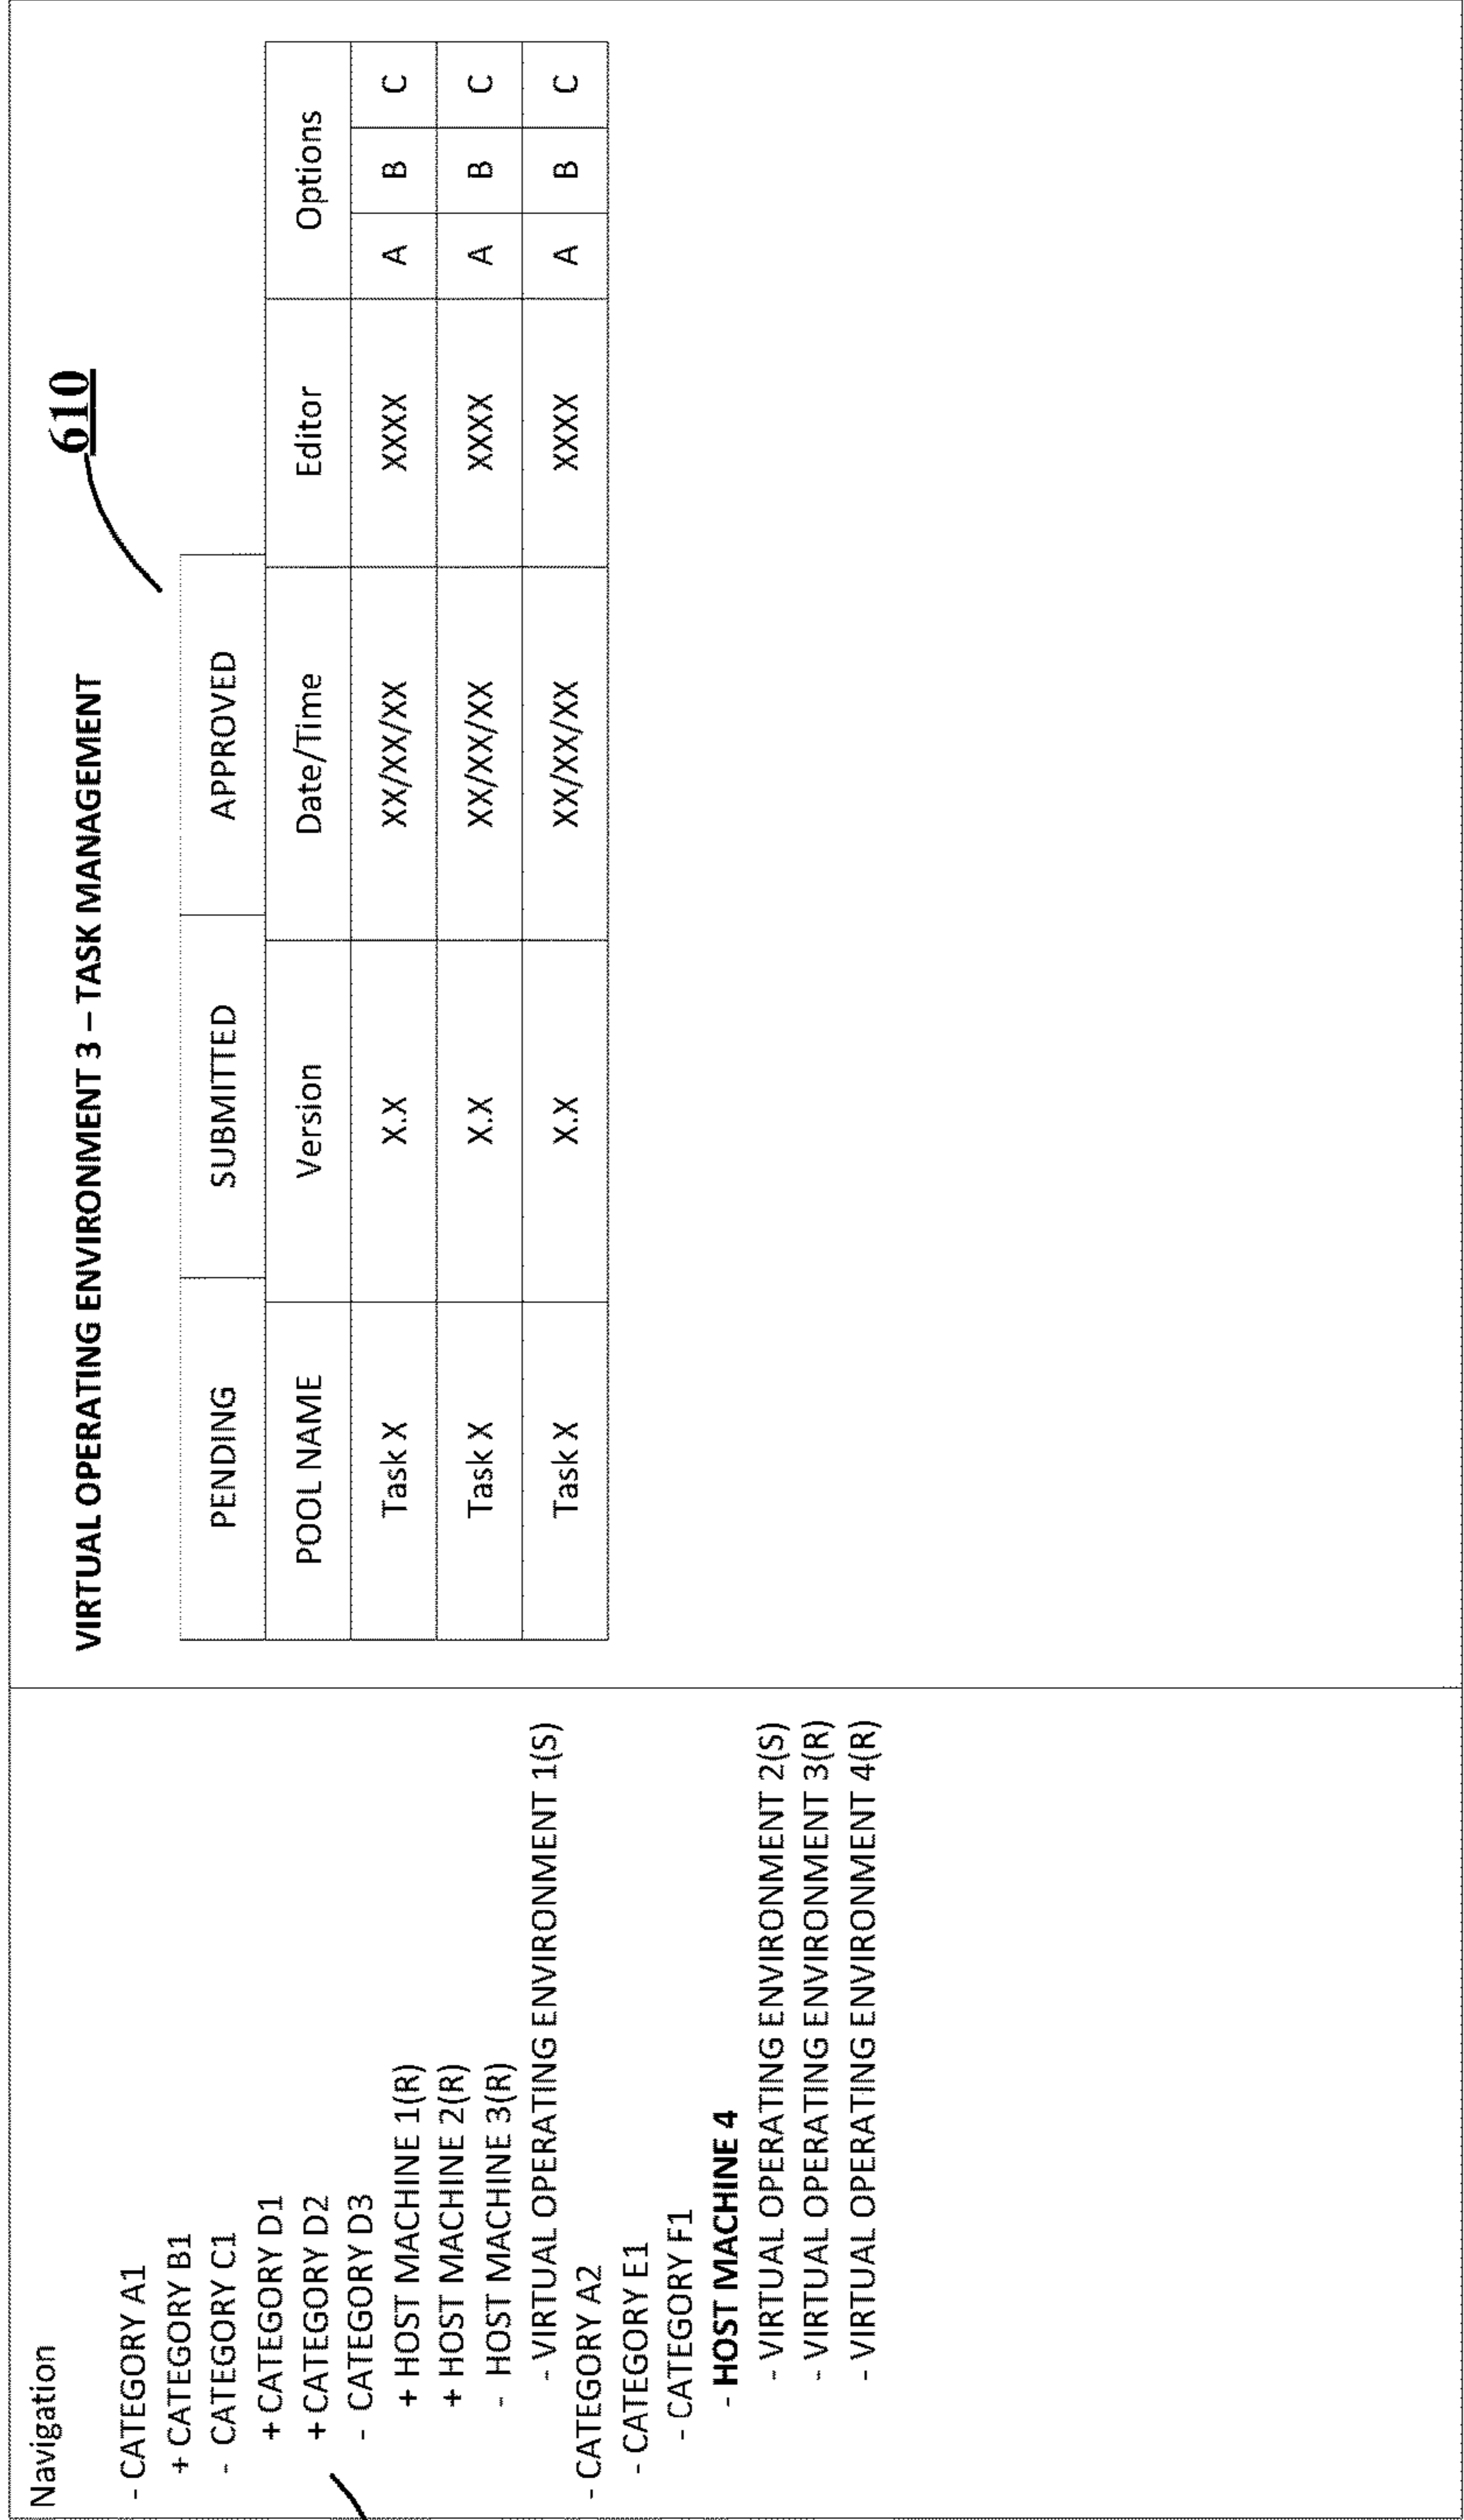 Navigation
- CATEGORY A1
+ CATEGORY B1
- CATEGORY C1
+ CATEGORY D1
+ CATEGORY D2
- CATEGORY D3
+ HOST MACHINE 1(R)
+ HOST MACHINE 2(R)
- HOST MACHINE 3(R)
- VIRTUAL OPERATING ENVIRONMENT 1(S)
- CATEGORY A2
- CATEGORY E1
- CATEGORY F1
- HOST MACHINE 4
- VIRTUAL OPERATING ENVIRONMENT 2(S)
- VIRTUAL OPERATING ENVIRONMENT 3(R)
- VIRTUAL OPERATING ENVIRONMENT 4(R)
610
VIRTUAL OPERATING ENVIRONMENT 3 – TASK MANAGEMENT
PENDING SUBMITTED APPROVED
POOL NAME Version Date/Time Editor Options
Task X X.X XX/XX/XX XXXX A B C
Task X X.X XX/XX/XX XXXX A B C
Task X X.X XX/XX/XX XXXX A B C